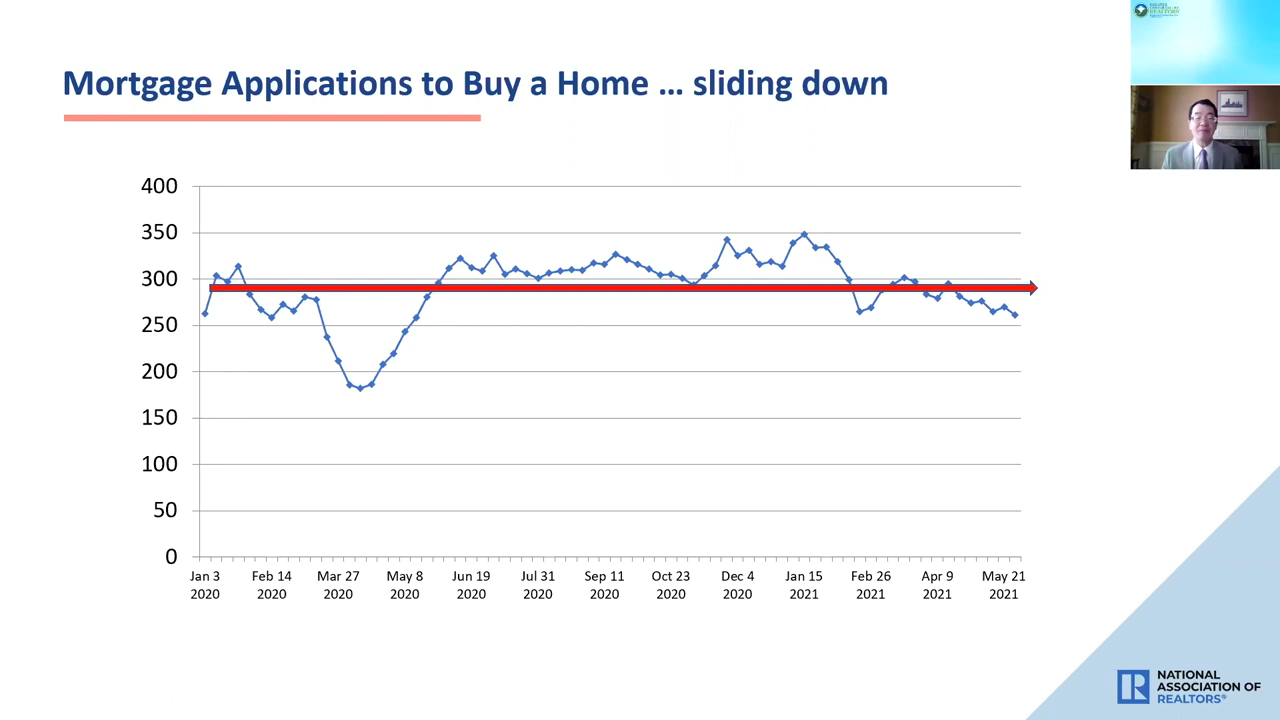 Mortgage Applications to Buy a Home … sliding down
400
350
300
250
200
150
100
50
0
Jan 3 Feb 14 Mar 27 May 8 Jun 19 Jul 31 Sep 11 Oct 23 Dec 4 Jan 15 Feb 26 Apr 9 May 21
2020 2020 2020 2020 2020 2020 2020 2020 2020 2021 2021 2021 2021
REALTORS
NATIONAL
ASSOCIATION OF
REALTORS®